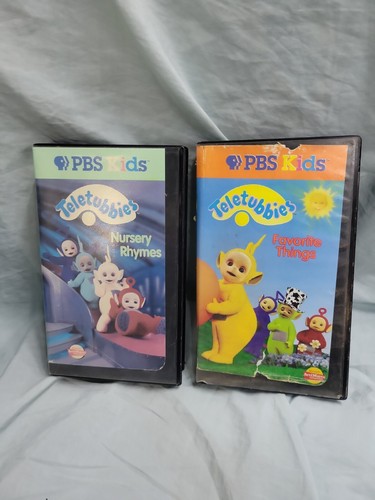 PBS Kids
Teletubbies
Nursery
Rhymes
PBS Kids
Teletubbies
Favorite
Things